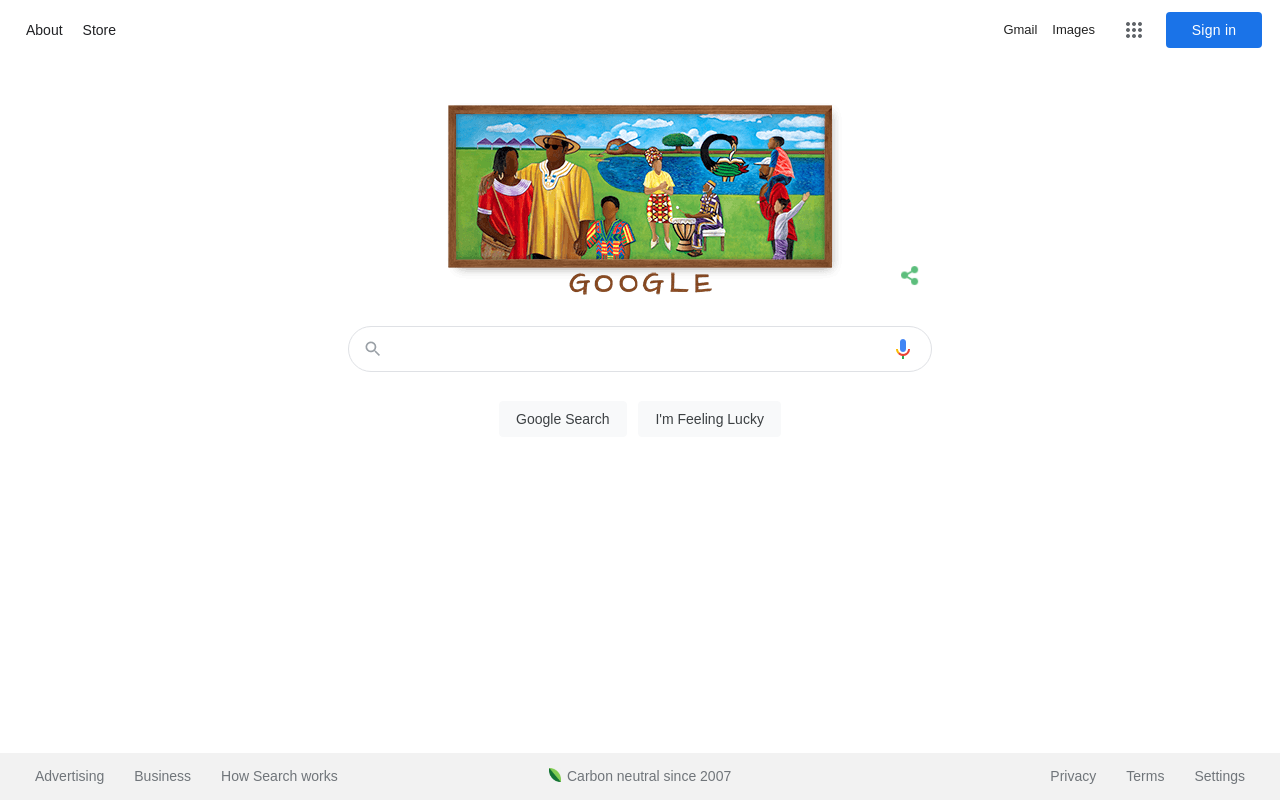 About Store Gmail Images Sign in
GOOGLE
Google Search I'm Feeling Lucky
Advertising Business How Search works Carbon neutral since 2007 Privacy Terms Settings